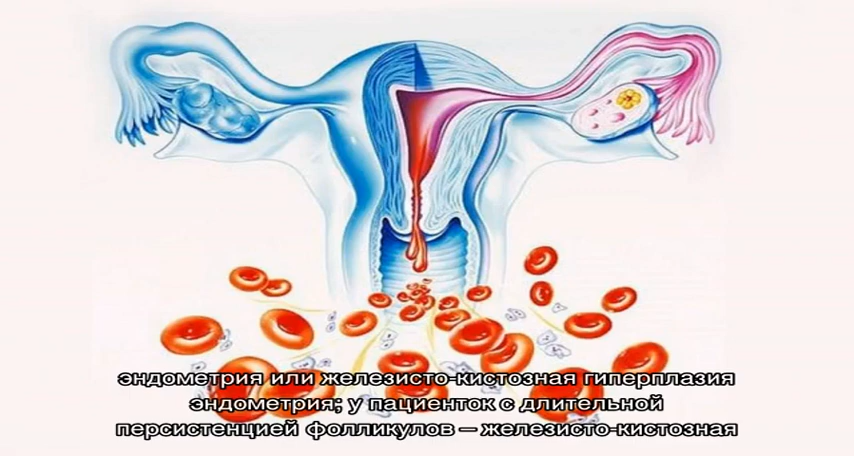 эндометрия или железисто-кистозная гиперплазия
эндометрия; у пациенток с длительной
персистенцией фолликулов – железисто-кистозная